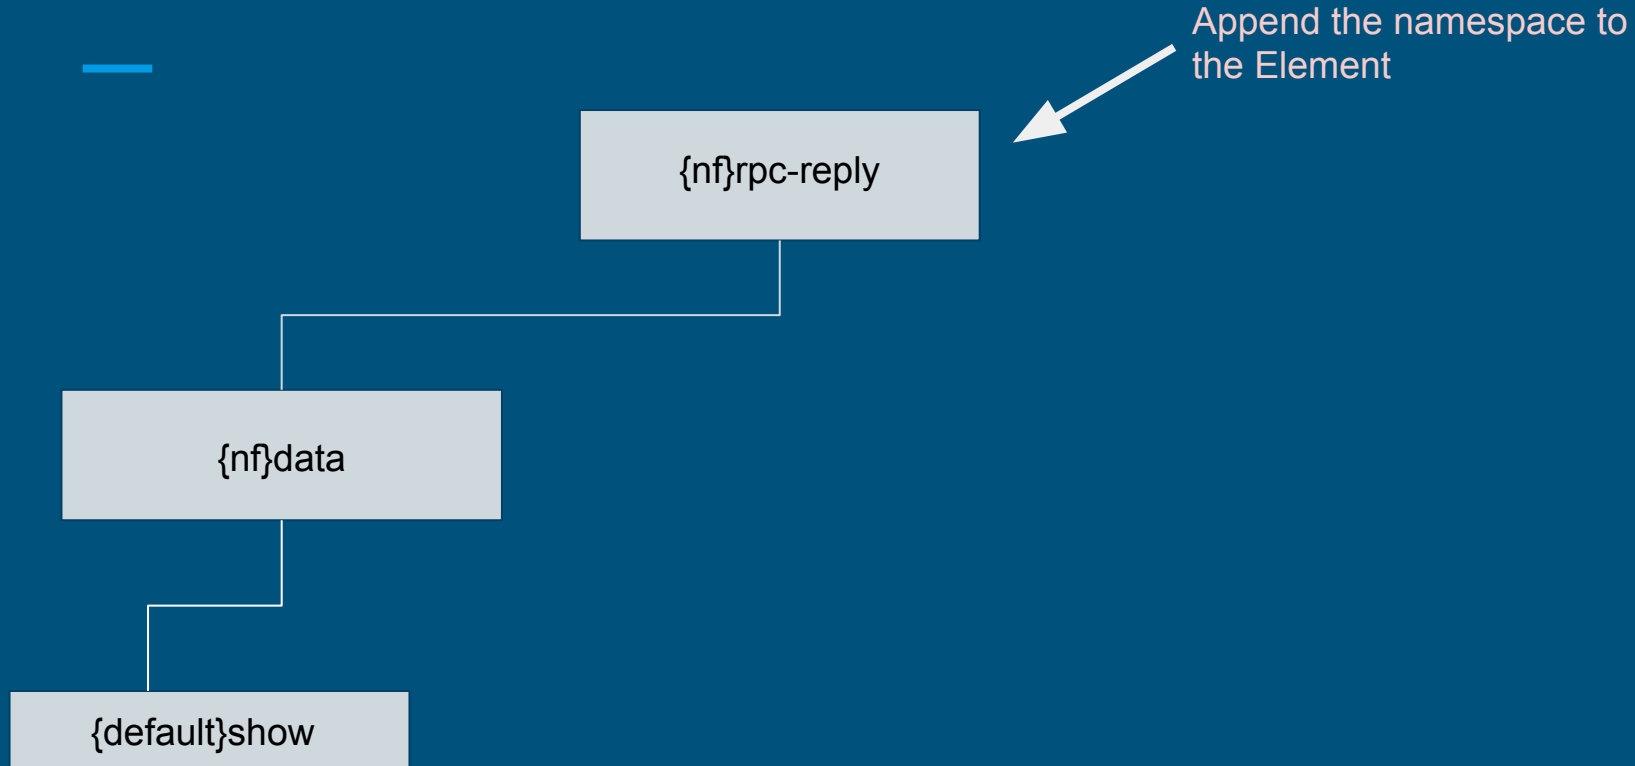 Append the namespace to
the Element
{nf}rpc-reply
{nf}data
{default}show